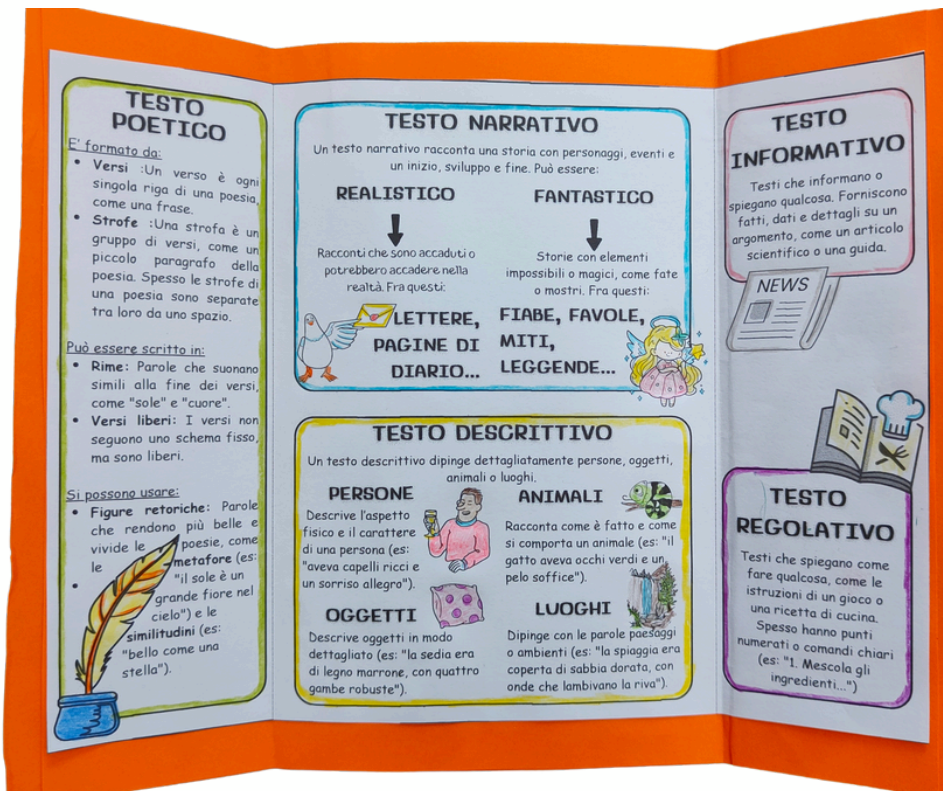 TESTO
POETICO
E' formato da:
• Versi :Un verso è ogni
singola riga di una poesia,
come una frase.
• Strofe :Una strofa è un
gruppo di versi, come un
piccolo paragrafo della
poesia. Spesso le strofe di
una poesia sono separate
tra loro da uno spazio.
Può essere scritto in:
• Rime: Parole che suonano
simili alla fine dei versi,
come "sole" e "cuore".
• Versi liberi: I versi non
seguono uno schema fisso,
ma sono liberi.
Si possono usare:
• Figure retoriche: Parole
che rendono più belle e
vivide le poesie, come
le metafore (es:
• "il sole è un
grande fiore nel
cielo") e le
similitudini (es:
"bello come una
stella").
TESTO NARRATIVO
Un testo narrativo racconta una storia con personaggi, eventi e
un inizio, sviluppo e fine. Può essere:
REALISTICO
Racconti che sono accaduti o
potrebbero accadere nella
realtà. Fra questi:
LETTERE,
PAGINE DI
DIARIO...
FANTASTICO
Storie con elementi
impossibili o magici, come fate
o mostri. Fra questi:
FIABE, FAVOLE,
MITI,
LEGGENDE...
TESTO DESCRITTIVO
Un testo descrittivo dipinge dettagliatamente persone, oggetti,
animali o luoghi.
PERSONE
Descrive l'aspetto
fisico e il carattere
di una persona (es:
"aveva capelli ricci e
un sorriso allegro").
ANIMALI
Racconta come è fatto e come
si comporta un animale (es: "il
gatto aveva occhi verdi e un
pelo soffice").
OGGETTI
Descrive oggetti in modo
dettagliato (es: "la sedia era
di legno marrone, con quattro
gambe robuste").
LUOGHI
Dipinge con le parole paesaggi
o ambienti (es: "la spiaggia era
coperta di sabbia dorata, con
onde che lambivano la riva").
TESTO
INFORMATIVO
Testi che informano o
spiegano qualcosa. Forniscono
fatti, dati e dettagli su un
argomento, come un articolo
scientifico o una guida.
NEWS
TESTO
REGOLATIVO
Testi che spiegano come
fare qualcosa, come le
istruzioni di un gioco o
una ricetta di cucina.
Spesso hanno punti
numerati o comandi chiari
(es: "1. Mescola gli
ingredienti...")